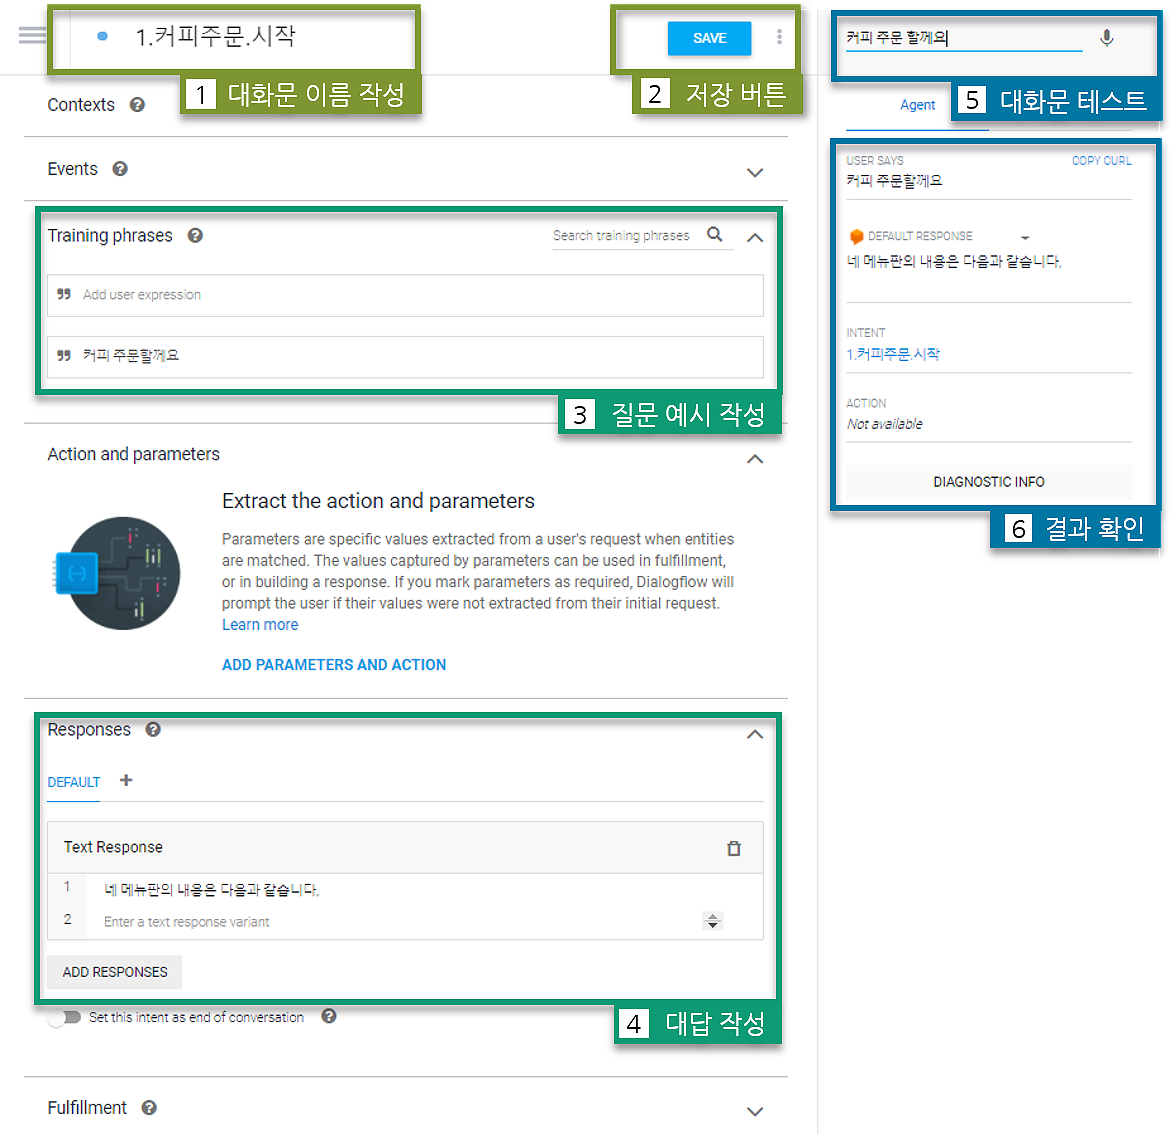 1.커피주문.시작
SAVE
1 대화문 이름 작성
2 저장 버튼
Contexts
Events
Training phrases
Search training phrases
Add user expression
커피 주문할께요
3 질문 예시 작성
Action and parameters
Extract the action and parameters
Parameters are specific values extracted from a user's request when entities
are matched. The values captured by parameters can be used in fulfillment,
or in building a response. If you mark parameters as required, Dialogflow will
prompt the user if their values were not extracted from their initial request.
Learn more
ADD PARAMETERS AND ACTION
Responses
DEFAULT
Text Response
1 네 메뉴판의 내용은 다음과 같습니다.
2 Enter a text response variant
ADD RESPONSES
Set this intent as end of conversation
4 대답 작성
Fulfillment
커피 주문 할께요
5 대화문 테스트
Agent
USER SAYS
COPY CURL
커피 주문할께요
DEFAULT RESPONSE
네 메뉴판의 내용은 다음과 같습니다.
INTENT
1.커피주문.시작
ACTION
Not available
DIAGNOSTIC INFO
6 결과 확인